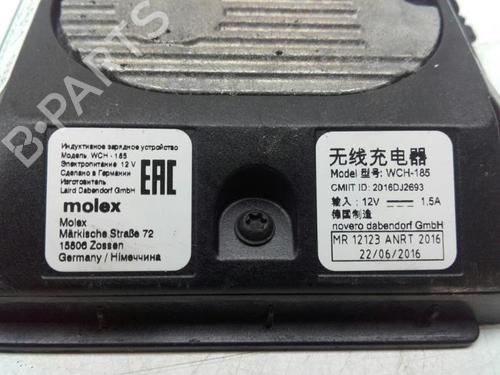 B-PARTS
Индуктивное зарядное устройство
Модель WCH - 185
Электропитание 12 V
Сделано в Германии
Изготовитель
Laird Dabendorf GmbH
EAC
molex
Molex
Märkische Straße 72
15806 Zossen
Germany / Німеччина
无线充电器
Model 型号: WCH-185
CMIIT ID: 2016DJ2693
输入: 12V 1.5A
德国制造
novero dabendorf GmbH
MR 12123 ANRT 2016
22/06/2016